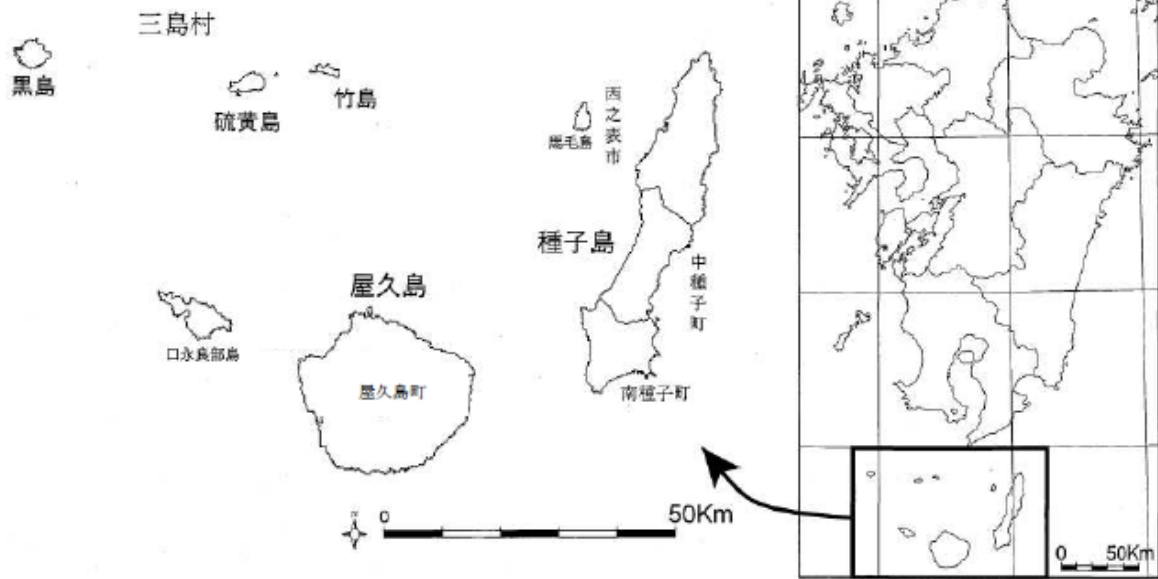 三島村
黒島
硫黄島
竹島
馬毛島
西之表市
種子島
中種子町
屋久島
口永良部島
屋久島町
南種子町
N
0 50Km
0 50Km